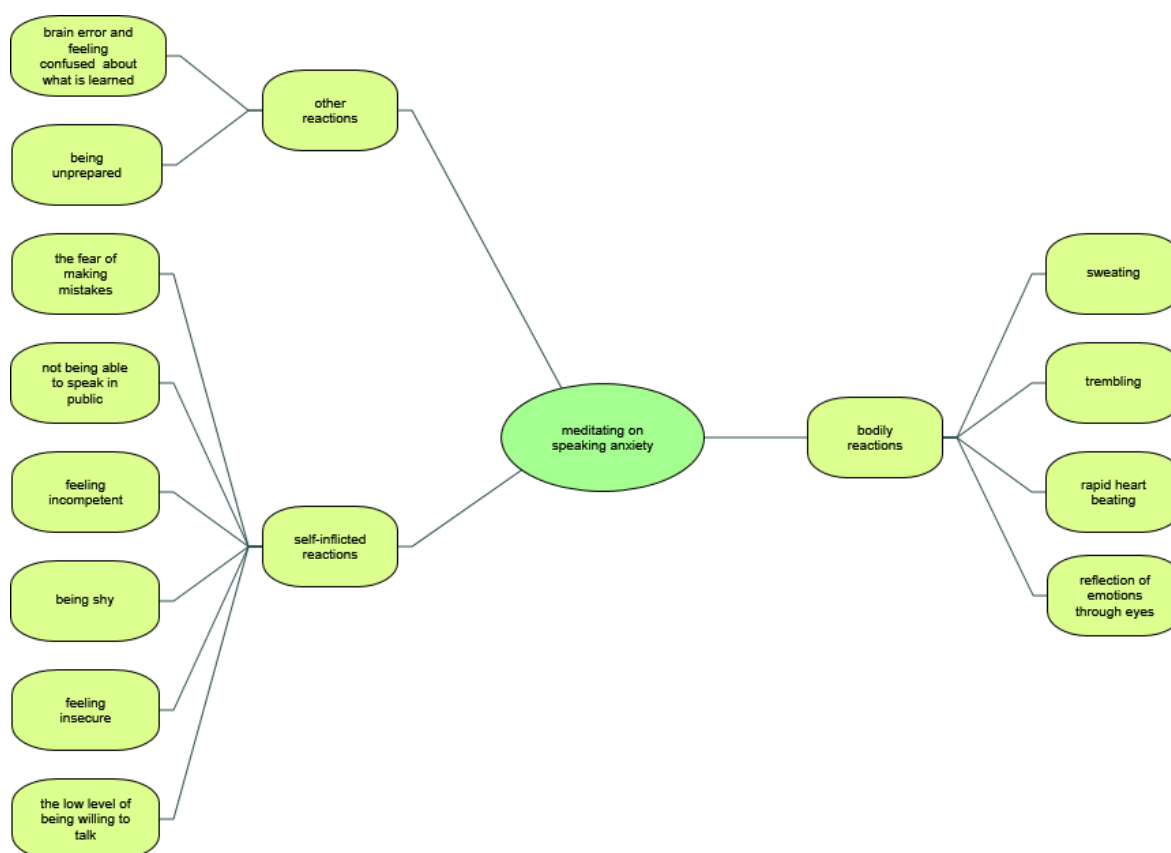 brain error and
feeling
confused  about
what is learned
being
unprepared
other
reactions
the fear of
making
mistakes
not being able
to speak in
public
feeling
incompetent
being shy
feeling
insecure
the low level of
being willing to
talk
self-inflicted
reactions
meditating on
speaking anxiety
bodily
reactions
sweating
trembling
rapid heart
beating
reflection of
emotions
through eyes